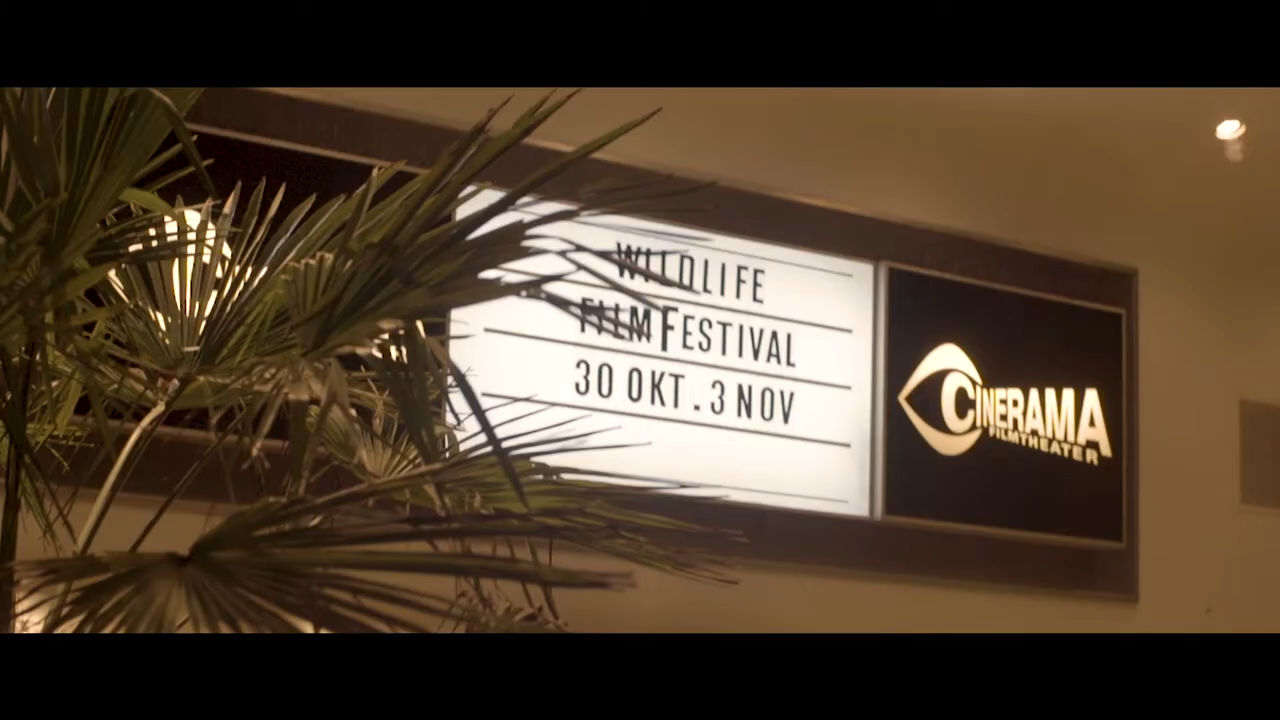 WILDLIFE
FILMFESTIVAL
30 OKT . 3 NOV
CINERAMA
FILMTHEATER